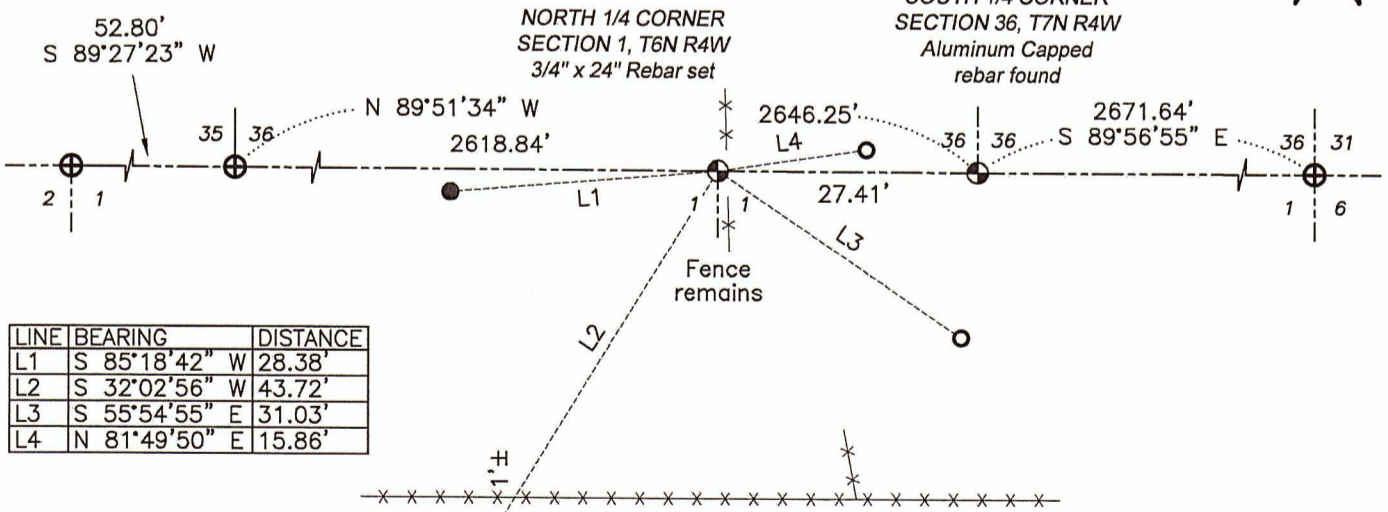 52.80'
S 89°27'23" W
NORTH 1/4 CORNER
SECTION 1, T6N R4W
3/4" x 24" Rebar set
SOUTH 1/4 CORNER
SECTION 36, T7N R4W
Aluminum Capped
rebar found
35 36
N 89°51'34" W
2618.84'
2646.25'
L4
36 36
2671.64'
S 89°56'55" E
36 31
2 1
L1
1 1
27.41'
1 6
L3
Fence
remains
L2
1'±
LINE BEARING DISTANCE
L1 S 85°18'42" W 28.38'
L2 S 32°02'56" W 43.72'
L3 S 55°54'55" E 31.03'
L4 N 81°49'50" E 15.86'